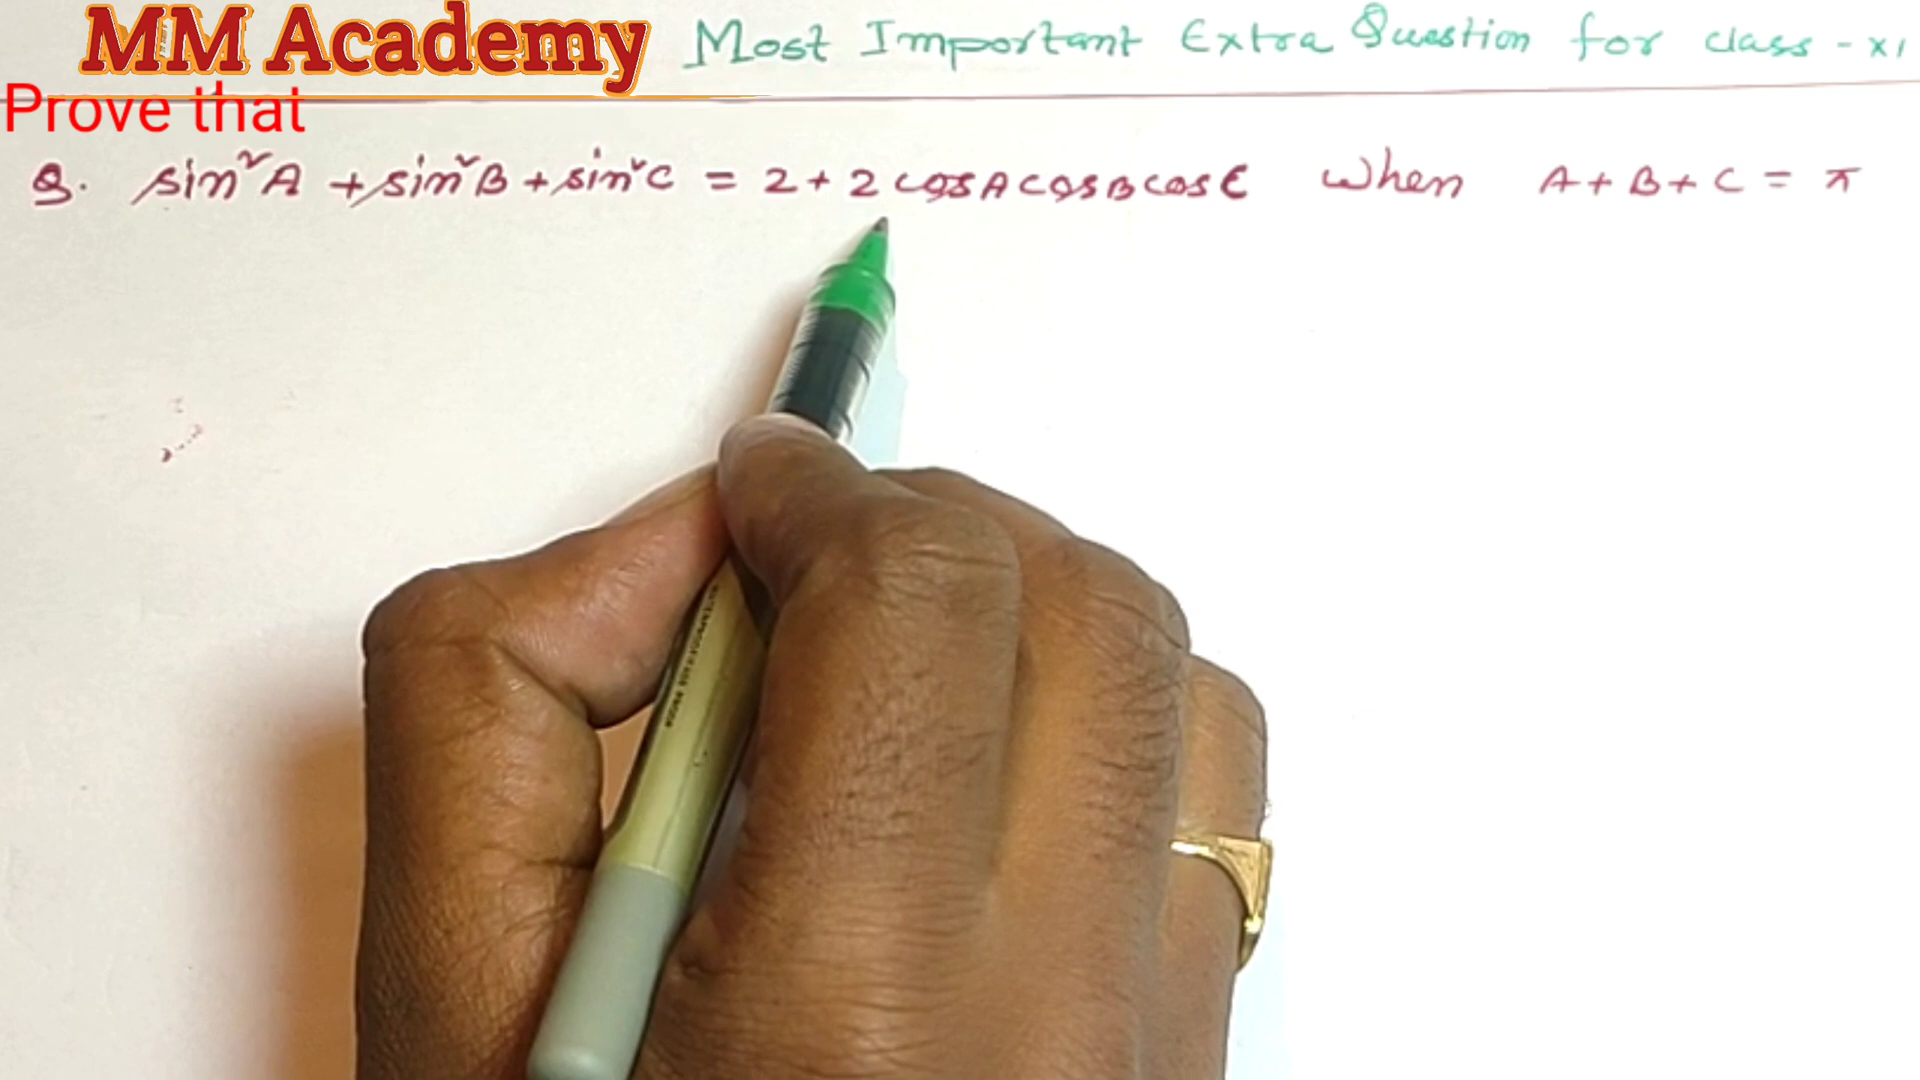 MM Academy Most Important Extra Question for class - XI
Prove that
Q. sin²A + sin²B + sin²C = 2 + 2 cosA cosB cosC when A + B + C = π